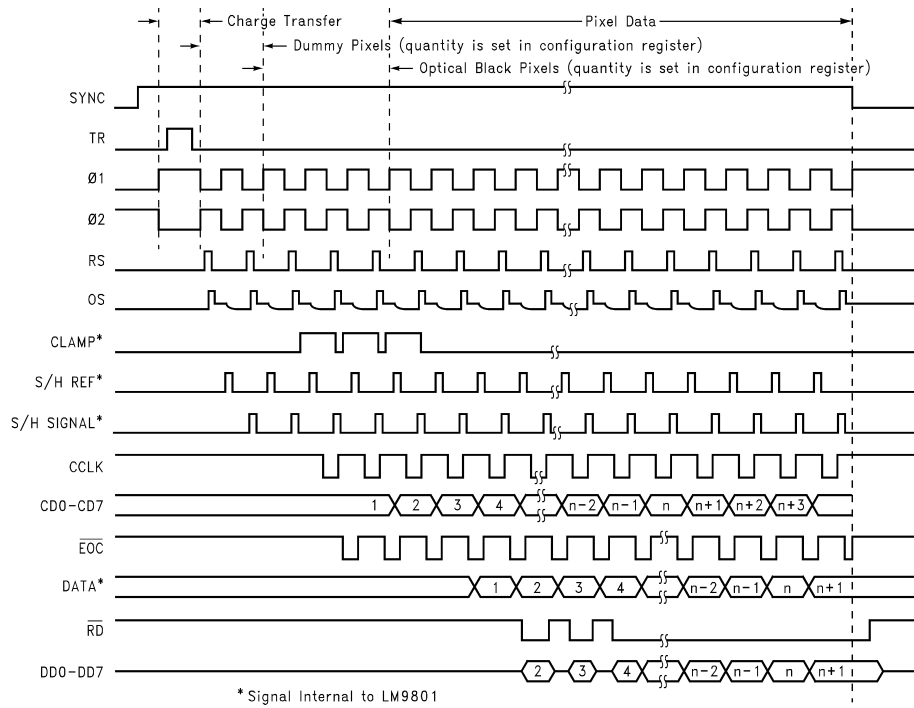 Charge Transfer
Pixel Data
Dummy Pixels (quantity is set in configuration register)
Optical Black Pixels (quantity is set in configuration register)
SYNC
TR
Ø1
Ø2
RS
OS
CLAMP*
S/H REF*
S/H SIGNAL*
CCLK
CD0-CD7 1 2 3 4 n-2 n-1 n n+1 n+2 n+3
EOC
DATA* 1 2 3 4 n-2 n-1 n n+1
RD
DD0-DD7 2 3 4 n-2 n-1 n n+1
* Signal Internal to LM9801